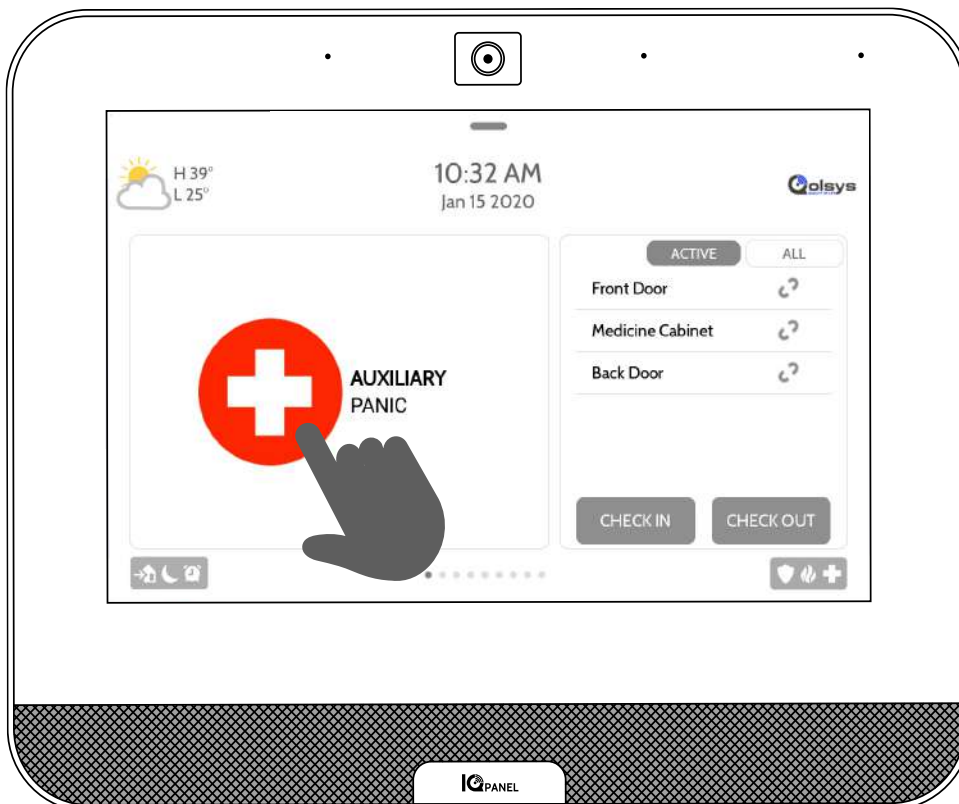 H 39°
L 25°
10:32 AM
Jan 15 2020
Qolsys
AUXILIARY
PANIC
ACTIVE
ALL
Front Door
Medicine Cabinet
Back Door
CHECK IN
CHECK OUT
IQ PANEL